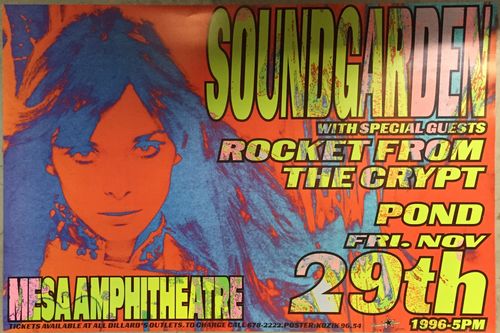 SOUNDGARDEN
WITH SPECIAL GUESTS
ROCKET FROM
THE CRYPT
POND
FRI. NOV
29th
1996-5PM
MESA AMPHITHEATRE
TICKETS AVAILABLE AT ALL DILLARD'S OUTLETS. TO CHARGE CALL 678-2222. POSTER: KOZIK 96.54